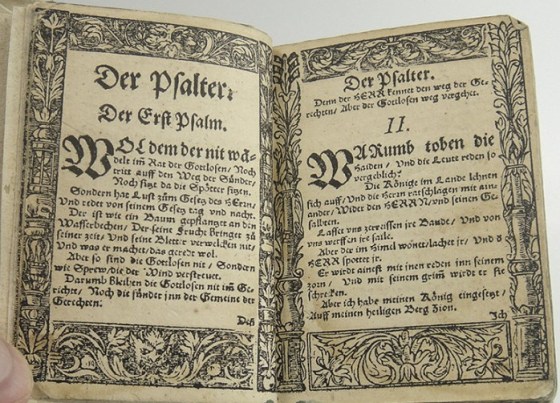 Der Psalter.
Der Erst Psalm.
WOL dem der nit wã-
delt im Rat der Gottlosen/ Noch
tritt auff den Weg der Sünder/
Noch sitzt da die Spötter sitzen.
Sondern hat Lust zum Gesetz des HErrn/
Und redet von seinem Gesetz tag und nacht.
Der ist wie ein Baum gepflantzt an den
Wasserbechen/ Der seine Frucht bringet zu
seiner zeit/ Und seine Bletter verwelken nit/
Und was er machet/ das geredt wol.
Aber so sind die Gottlosen nit/ Sondern
wie Sprew/ die der Wind verstrewet.
Darumb bleiben die Gottlosen nit im Ge-
richte/ Noch die sünder inn der Gemeine der
Gerechten.
Deñ
Der Psalter.
Denn der HERR kennet den weg der Ge-
rechten/ Aber der Gottlosen weg vergehet.
II.
WARumb toben die
Haiden/ Und die Leute reden so
vergeblich?
Die Könige im Lande lehnen
sich auff/ Und die Herrn ratschlagen mit ain-
ander/ Wider den HERRN/ und seinen Ge-
salbten.
Lasset uns zerreissen jre Bande/ Und von
uns werffen jre saile.
Aber der im Himel wonet/ lachet jr/ Und d
HERR spottet jr.
Er wirdt ainest mit jnen reden inn seinem
zorn/ Und mit seinem grim̃ wirdt er sie
schrecken.
Aber ich habe meinen König eingesetzt/
Auff meinen heiligen Berg Zion.
Ich